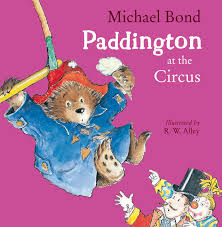 Michael Bond
Paddington
at the
Circus
Illustrated by
R. W. Alley